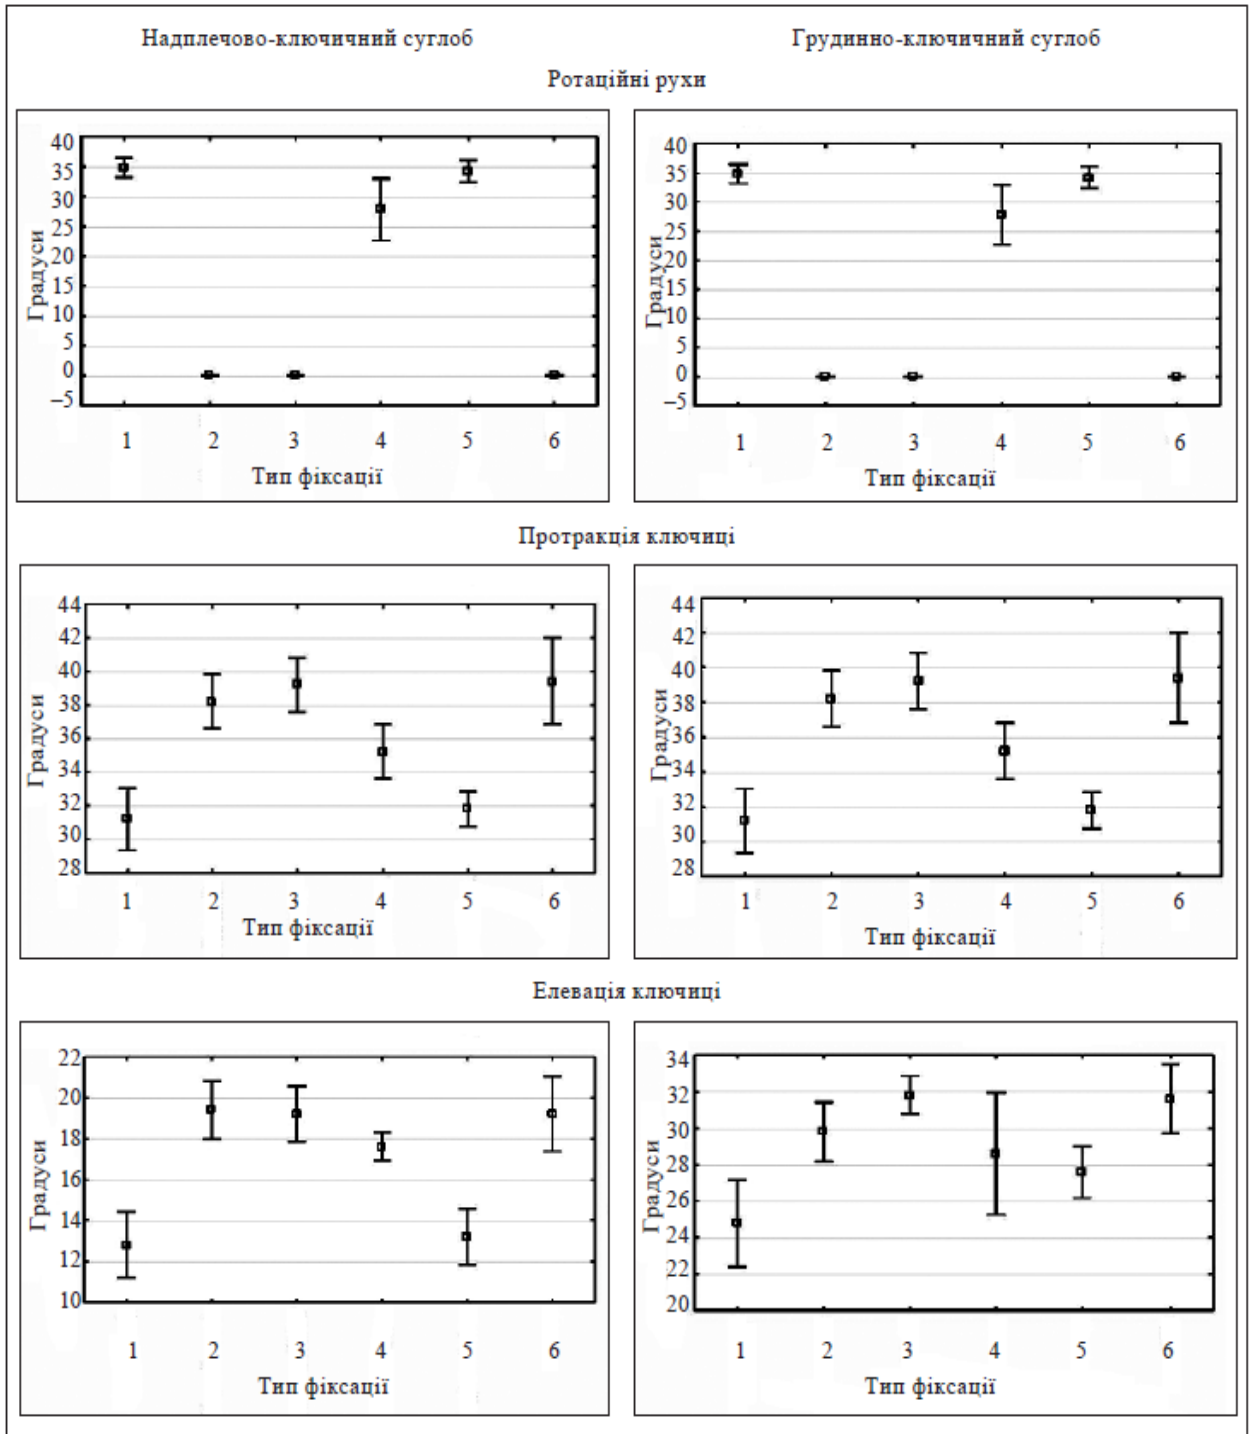 Надплечово-ключичний суглоб
Грудинно-ключичний суглоб
Ротаційні рухи
40
35
30
25
20
15
10
5
0
–5
Градуси
1 2 3 4 5 6
Тип фіксації
40
35
30
25
20
15
10
5
0
–5
Градуси
1 2 3 4 5 6
Тип фіксації
Протракція ключиці
44
42
40
38
36
34
32
30
28
Градуси
1 2 3 4 5 6
Тип фіксації
44
42
40
38
36
34
32
30
28
Градуси
1 2 3 4 5 6
Тип фіксації
Елевація ключиці
22
20
18
16
14
12
10
Градуси
1 2 3 4 5 6
Тип фіксації
34
32
30
28
26
24
22
20
Градуси
1 2 3 4 5 6
Тип фіксації